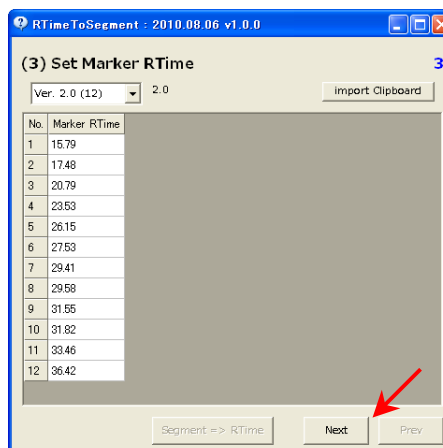 RTimeToSegment : 2010.08.06 v1.0.0
(3) Set Marker RTime 3
Ver. 2.0 (12) 2.0 import Clipboard
No. Marker RTime
1 15.79
2 17.48
3 20.79
4 23.53
5 26.15
6 27.53
7 29.41
8 29.58
9 31.55
10 31.82
11 33.46
12 36.42
Segment => RTime Next Prev